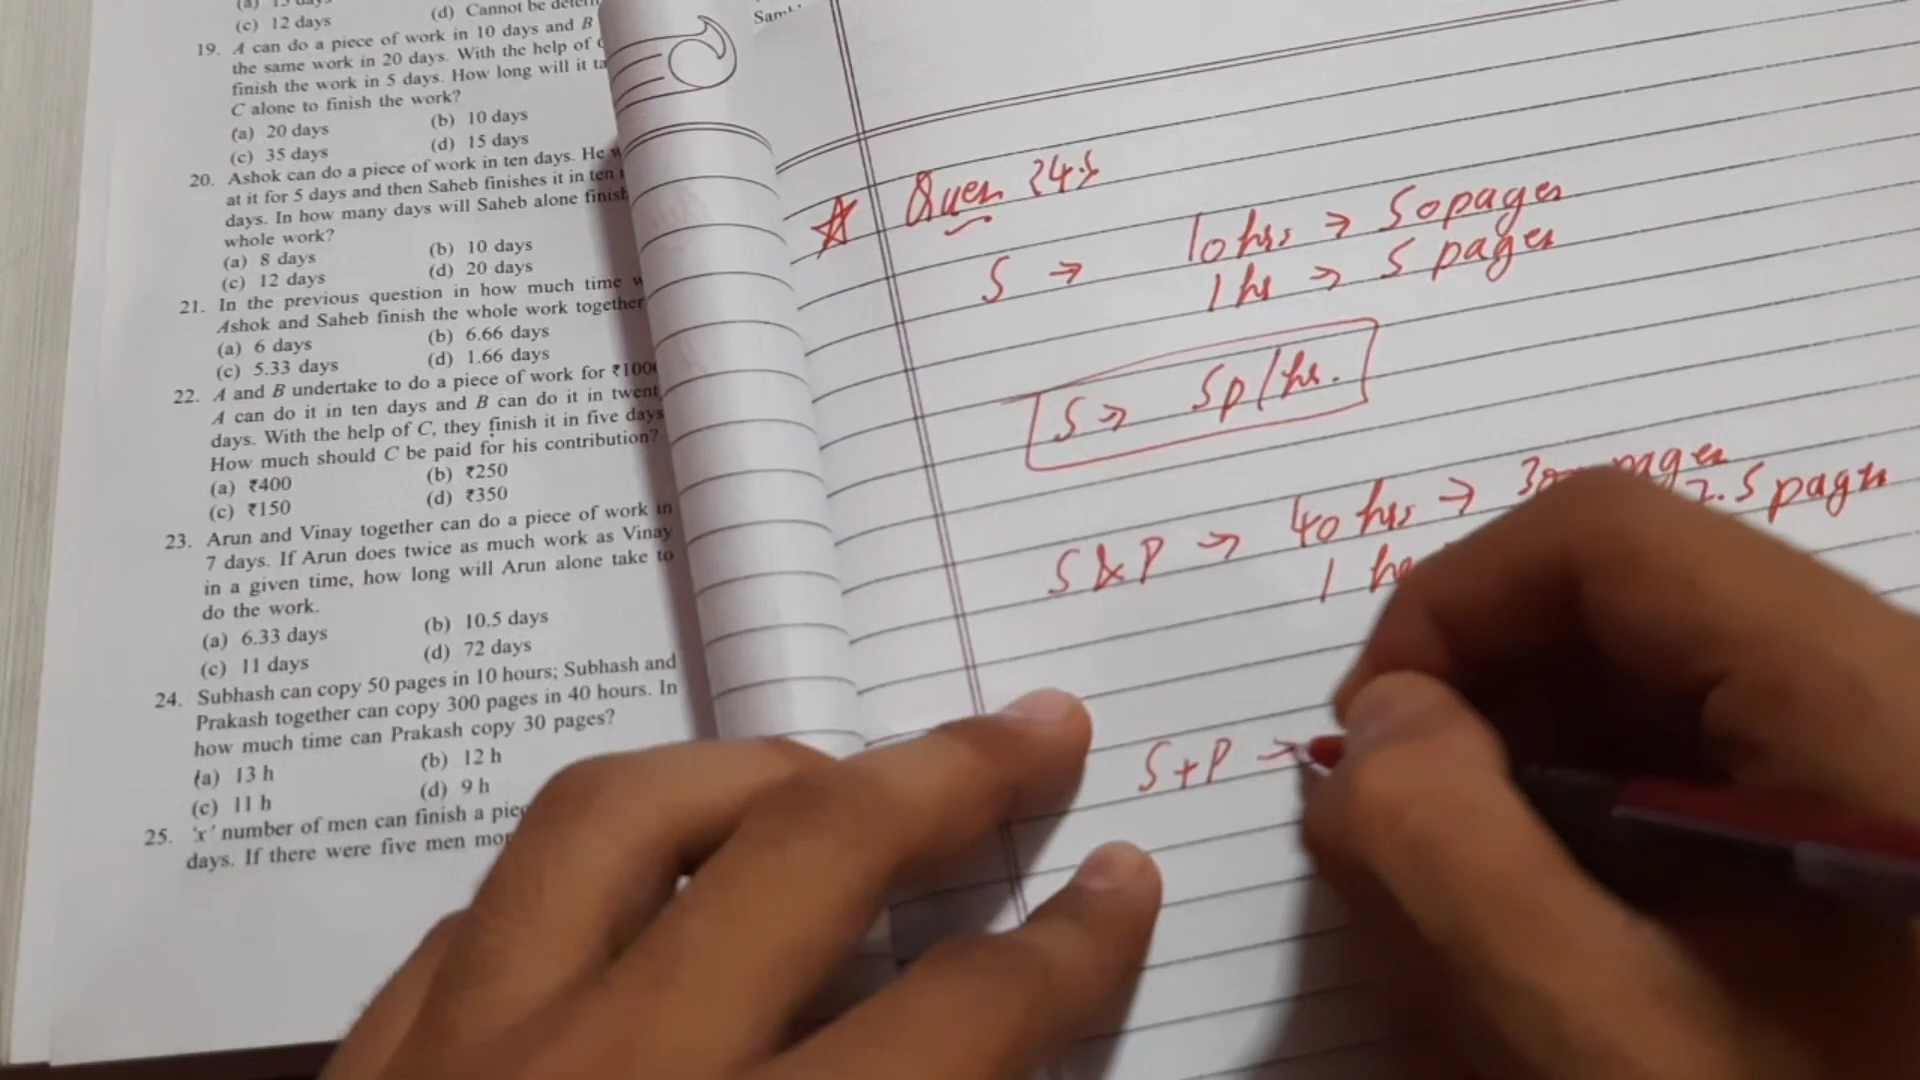 (c) 12 days
(d) Cannot be
19. A can do a piece of work in 10 days and B
the same work in 20 days. With the help of
finish the work in 5 days. How long will it
C alone to finish the work?
(a) 20 days
(b) 10 days
(c) 35 days
(d) 15 days
20. Ashok can do a piece of work in ten days. He
at it for 5 days and then Saheb finishes it in ten
days. In how many days will Saheb alone finish
whole work?
(a) 8 days
(b) 10 days
(c) 12 days
(d) 20 days
21. In the previous question in how much time
Ashok and Saheb finish the whole work together
(a) 6 days
(b) 6.66 days
(c) 5.33 days
(d) 1.66 days
22. A and B undertake to do a piece of work for
A can do it in ten days and B can do it in
days. With the help of C, they finish it in five days
How much should C be paid for his contribution?
(a) ₹400
(b) ₹250
(c) ₹150
(d) ₹350
23. Arun and Vinay together can do a piece of work in
7 days. If Arun does twice as much work as Vinay
in a given time, how long will Arun alone take to
do the work.
(a) 6.33 days
(b) 10.5 days
(c) 11 days
(d) 72 days
24. Subhash can copy 50 pages in 10 hours; Subhash and
Prakash together can copy 300 pages in 40 hours. In
how much time can Prakash copy 30 pages?
(a) 13 h
(b) 12 h
(c) 11 h
(d) 9 h
25. 'x' number of men can finish a
days. If there were five men
Ques 24:
S → 10 hrs → 50 pages
1 hr → 5 pages
S → 5p/hr.
S & P → 40 hrs → pages
1 pages
S+P →